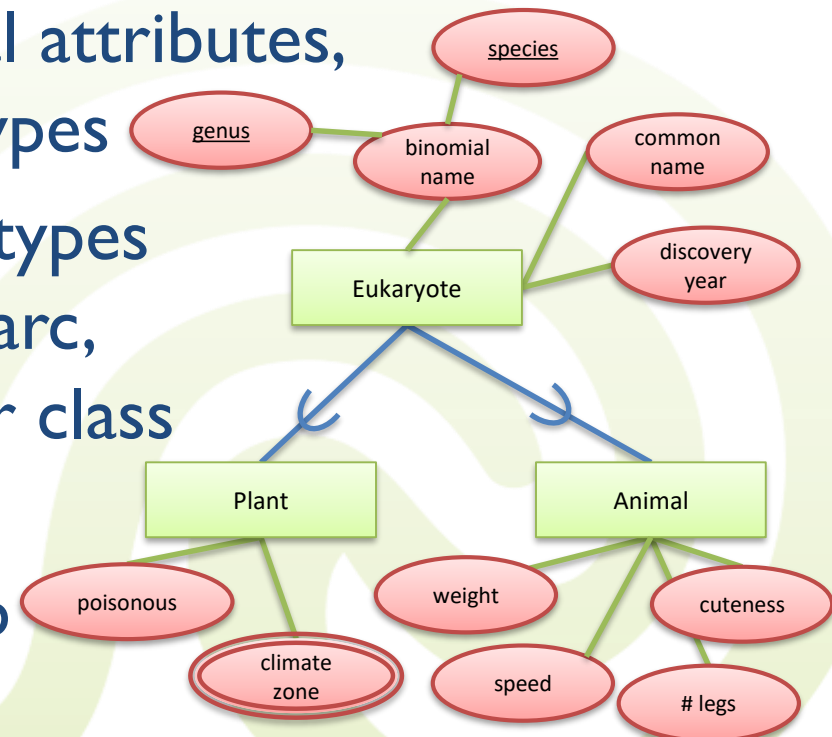 l attributes,
ypes
types
arc,
r class
species
genus
binomial
name
common
name
Eukaryote
discovery
year
Plant
Animal
poisonous
climate
zone
weight
cuteness
speed
# legs